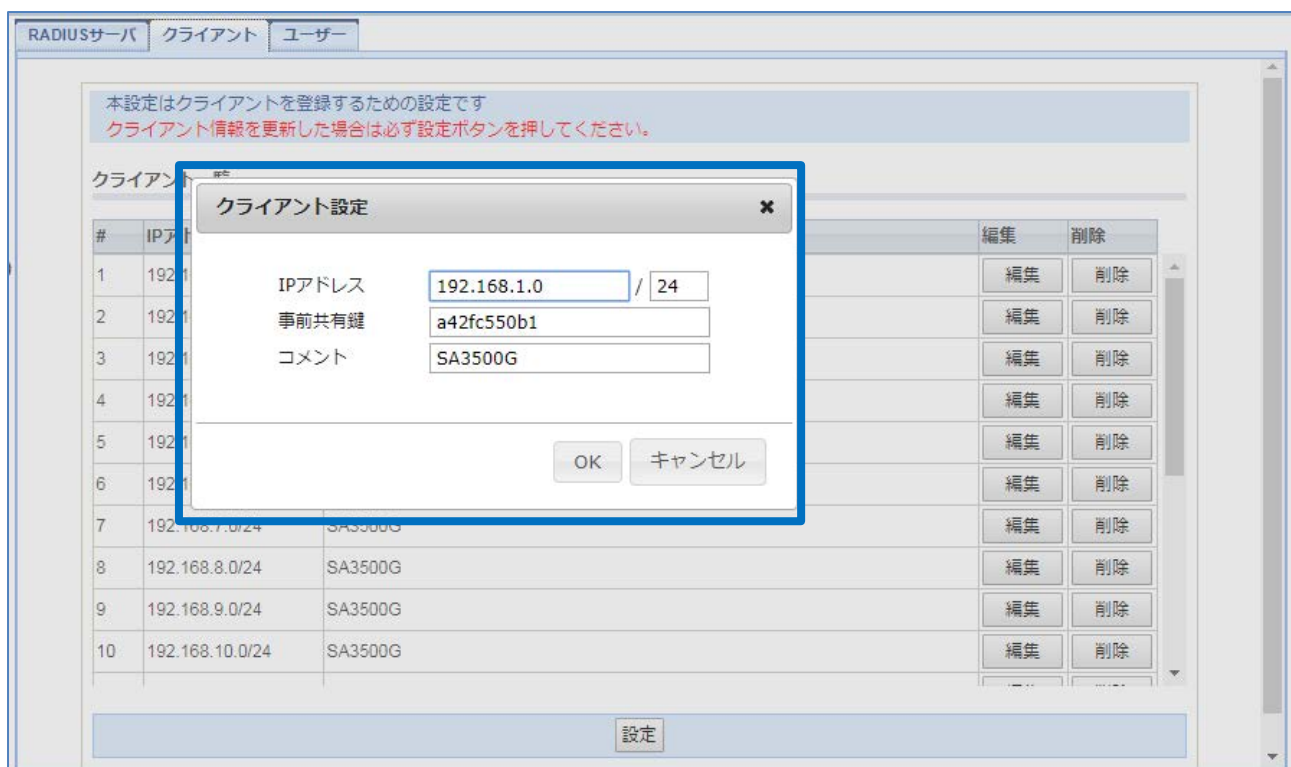 RADIUSサーバ クライアント ユーザー
本設定はクライアントを登録するための設定です
クライアント情報を更新した場合は必ず設定ボタンを押してください。
クライアント
クライアント設定 ✖
# 編集 削除
IPアドレス 192.168.1.0 / 24
事前共有鍵 a42fc550b1
コメント SA3500G
OK キャンセル
1 編集 削除
2 編集 削除
3 編集 削除
4 編集 削除
5 編集 削除
6 編集 削除
7 192.168.7.0/24 SA3500G 編集 削除
8 192.168.8.0/24 SA3500G 編集 削除
9 192.168.9.0/24 SA3500G 編集 削除
10 192.168.10.0/24 SA3500G 編集 削除
設定